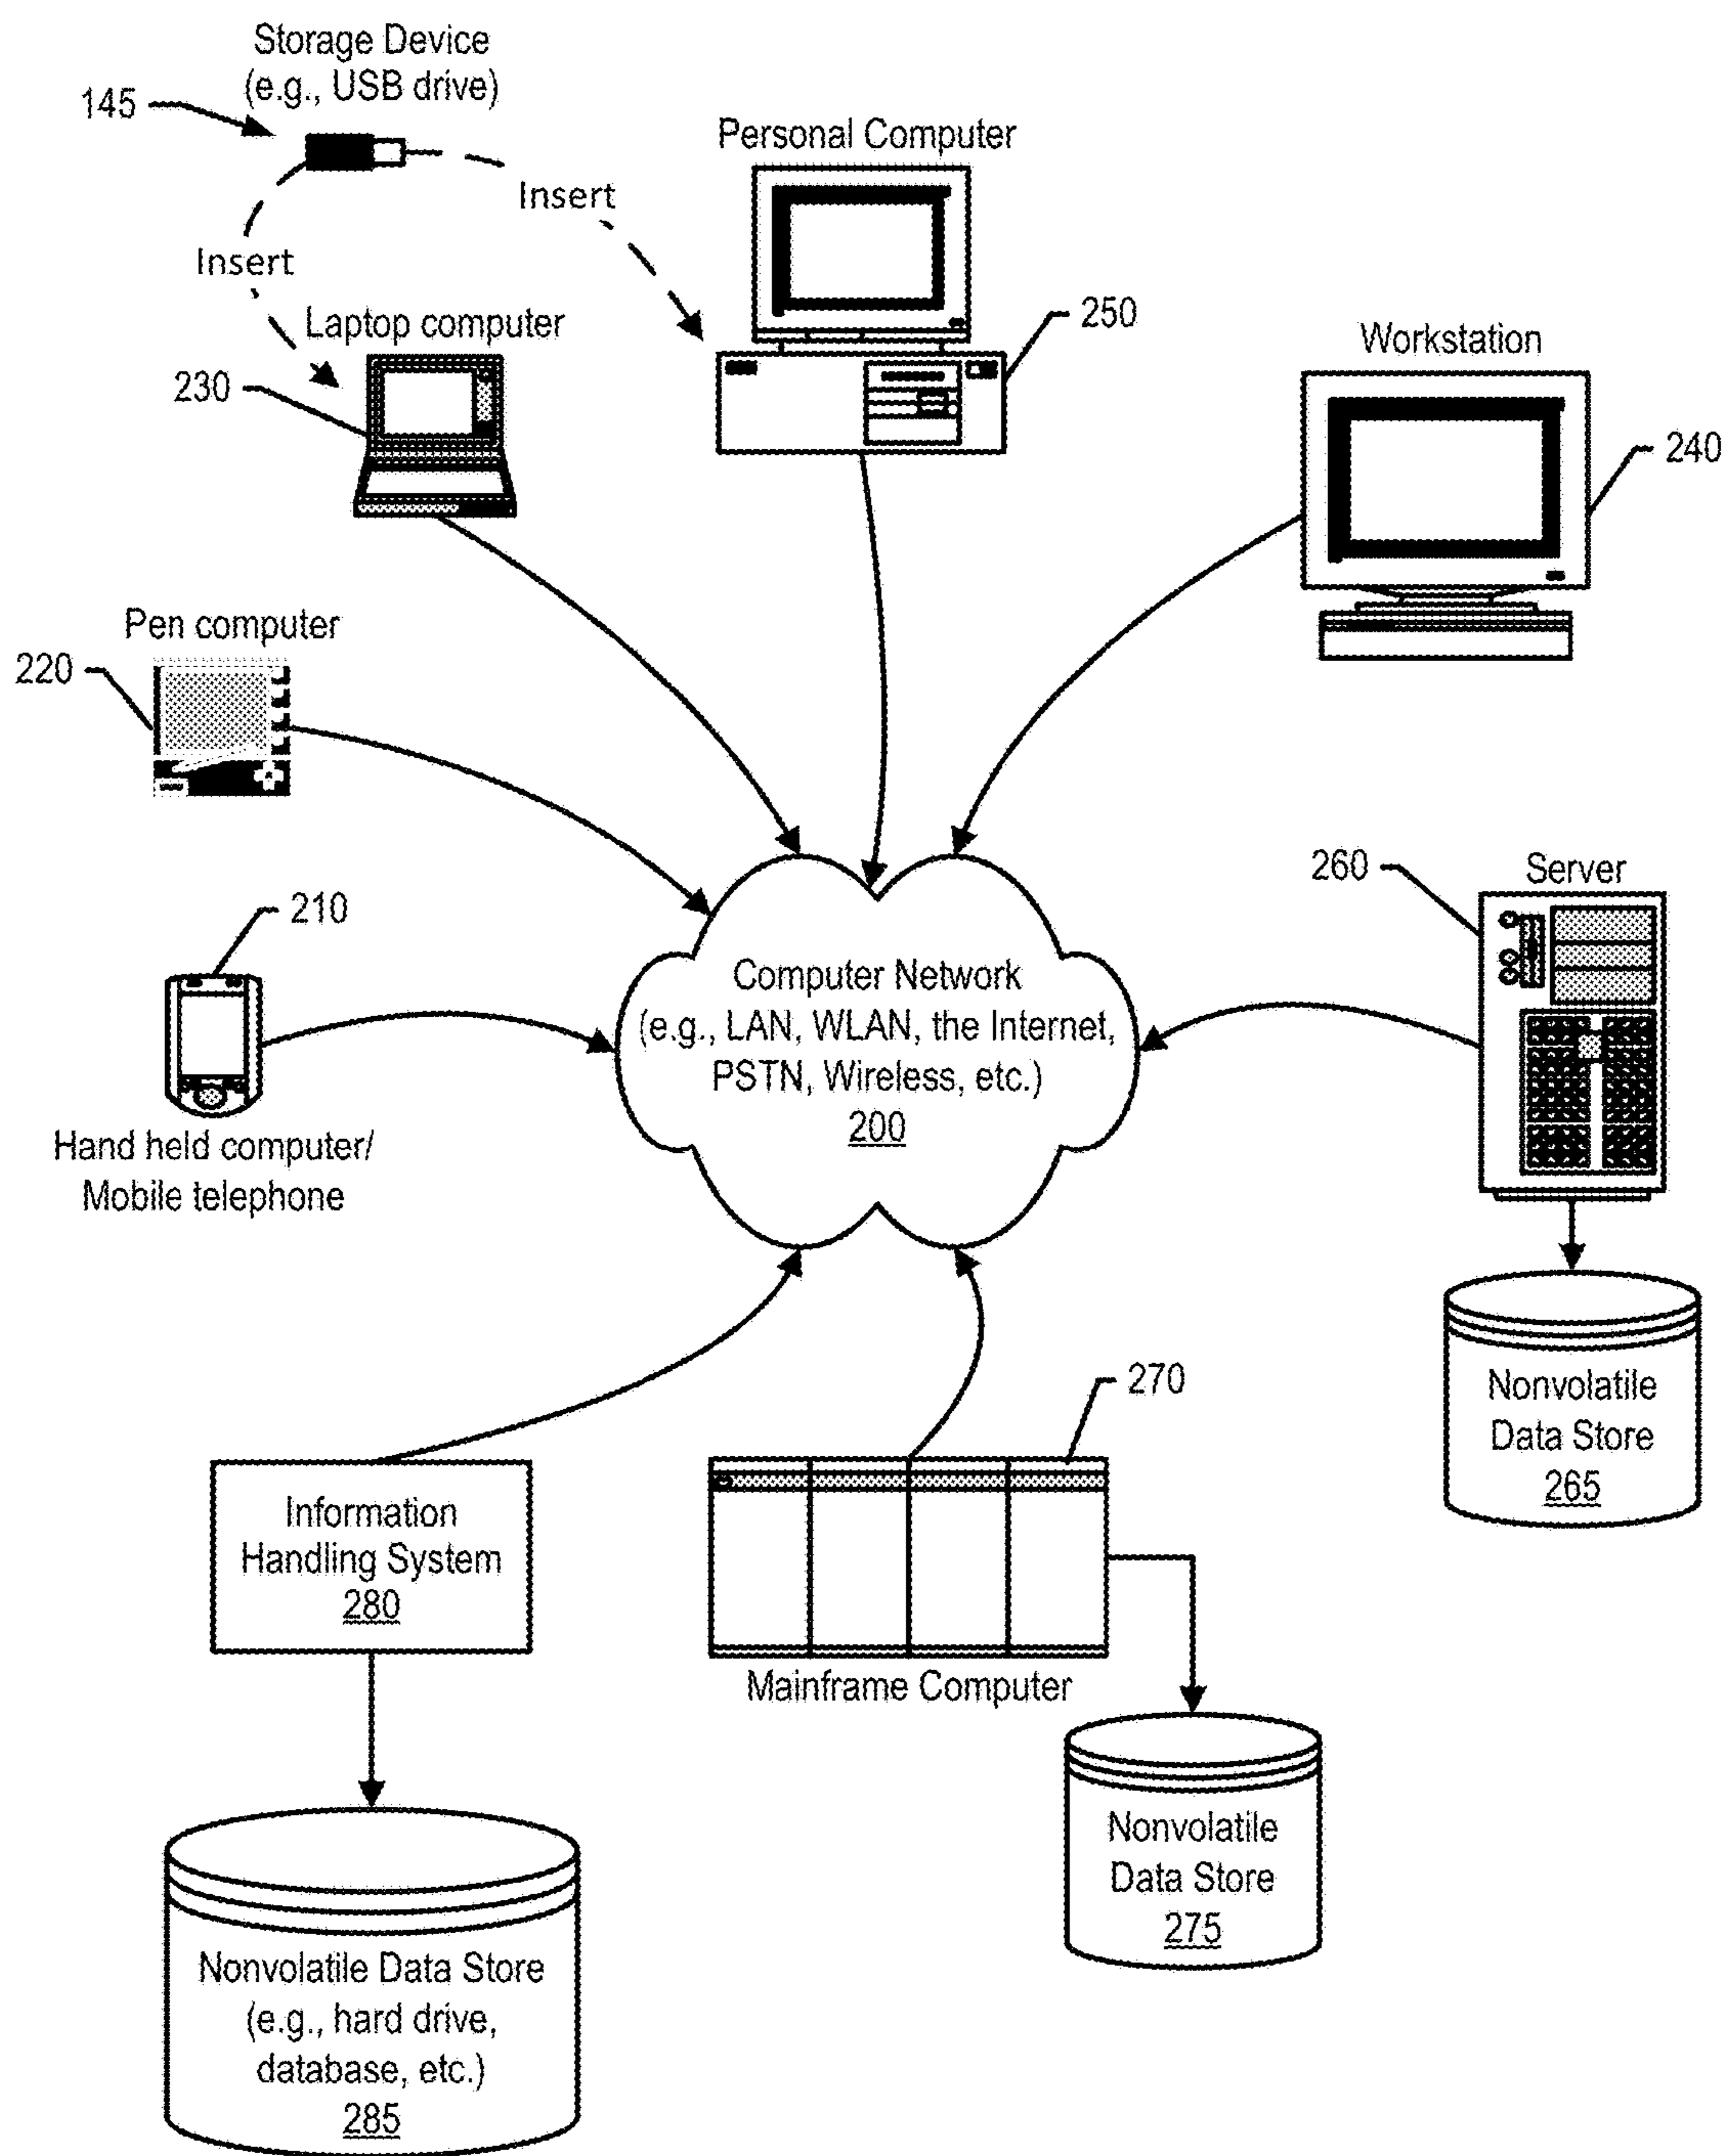 Storage Device
(e.g., USB drive)
145
Insert
Insert
Personal Computer
250
Laptop computer
230
Workstation
240
Pen computer
220
210
Hand held computer/
Mobile telephone
Computer Network
(e.g., LAN, WLAN, the Internet,
PSTN, Wireless, etc.)
200
260
Server
Nonvolatile
Data Store
265
270
Mainframe Computer
Information
Handling System
280
Nonvolatile
Data Store
275
Nonvolatile Data Store
(e.g., hard drive,
database, etc.)
285